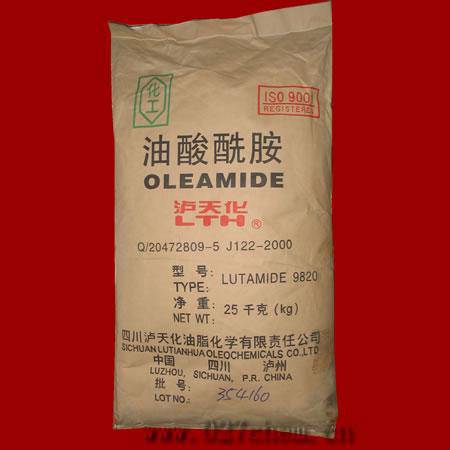 化工
ISO 9001
REGISTERED
油酸酰胺
OLEAMIDE
泸天化
LTH ®
Q/20472809-5 J122-2000
型号: LUTAMIDE 9820
TYPE:
净重: 25 千克 (kg)
NET WT:
四川泸天化油脂化学有限责任公司
SICHUAN LUTIANHUA OLEOCHEMICALS CO.,LTD
中国 四川 泸州
LUZHOU, SICHUAN, P.R. CHINA
批号: 354160
LOT NO.: